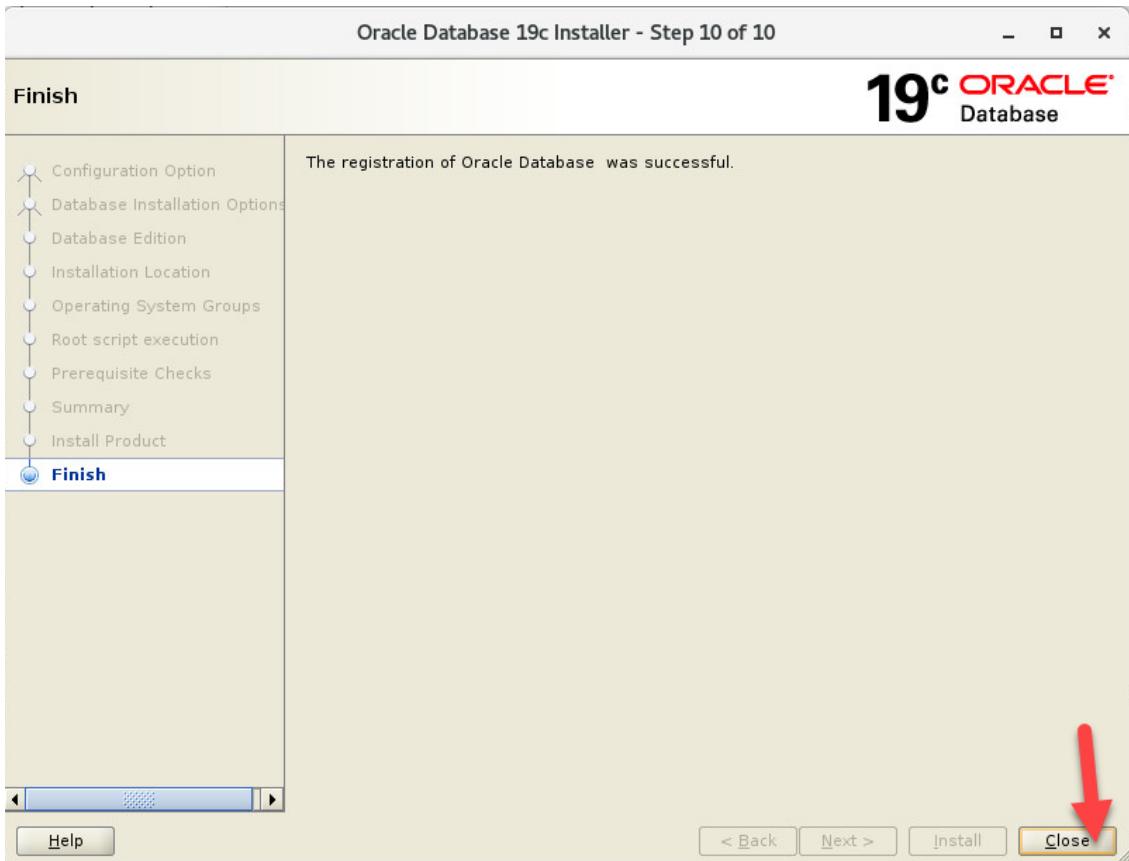 Oracle Database 19c Installer - Step 10 of 10
Finish
19c ORACLE
Database
Configuration Option
Database Installation Options
Database Edition
Installation Location
Operating System Groups
Root script execution
Prerequisite Checks
Summary
Install Product
Finish
The registration of Oracle Database  was successful.
Help
< Back
Next >
Install
Close